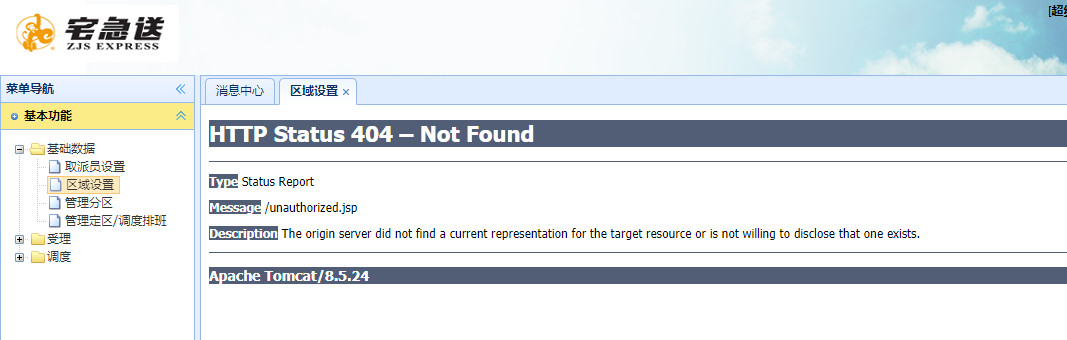 宅急送
ZJS EXPRESS
[超
菜单导航
消息中心
区域设置
基本功能
基础数据
取派员设置
区域设置
管理分区
管理定区/调度排班
受理
调度
HTTP Status 404 – Not Found
Type Status Report
Message /unauthorized.jsp
Description The origin server did not find a current representation for the target resource or is not willing to disclose that one exists.
Apache Tomcat/8.5.24